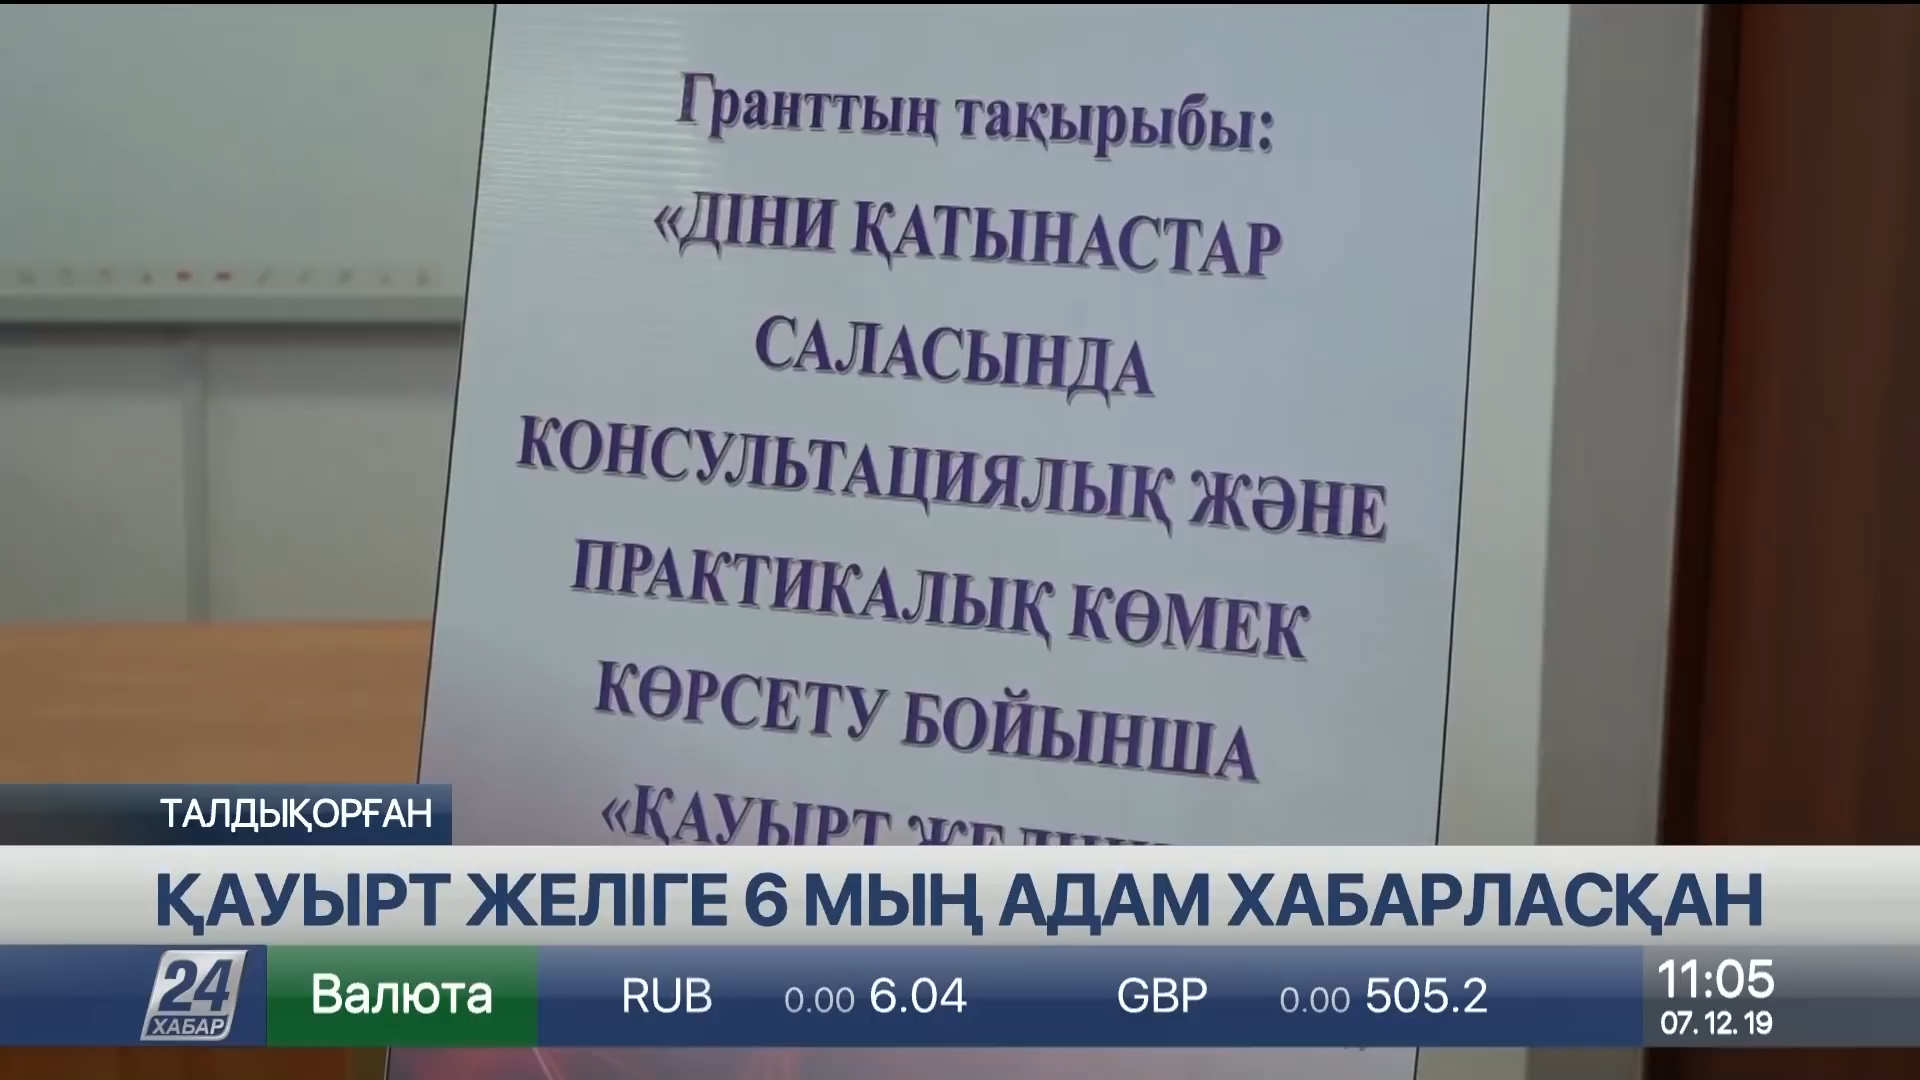 Гранттың тақырыбы:
«ДІНИ ҚАТЫНАСТАР
САЛАСЫНДА
КОНСУЛЬТАЦИЯЛЫҚ ЖӘНЕ
ПРАКТИКАЛЫҚ КӨМЕК
КӨРСЕТУ БОЙЫНША
«ҚАУЫРТ
ТАЛДЫҚОРҒАН
ҚАУЫРТ ЖЕЛІГЕ 6 МЫҢ АДАМ ХАБАРЛАСҚАН
24 ХАБАР Валюта RUB 0.00 6.04 GBP 0.00 505.2 11:05
07. 12. 19